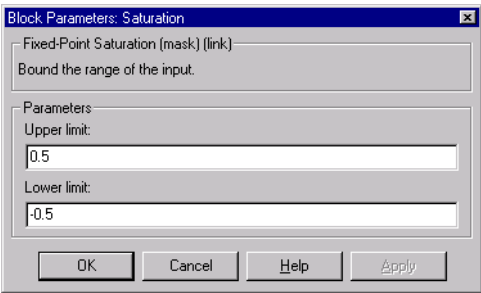 Block Parameters: Saturation
Fixed-Point Saturation (mask) (link)
Bound the range of the input.
Parameters
Upper limit:
0.5
Lower limit:
-0.5
OK Cancel Help Apply